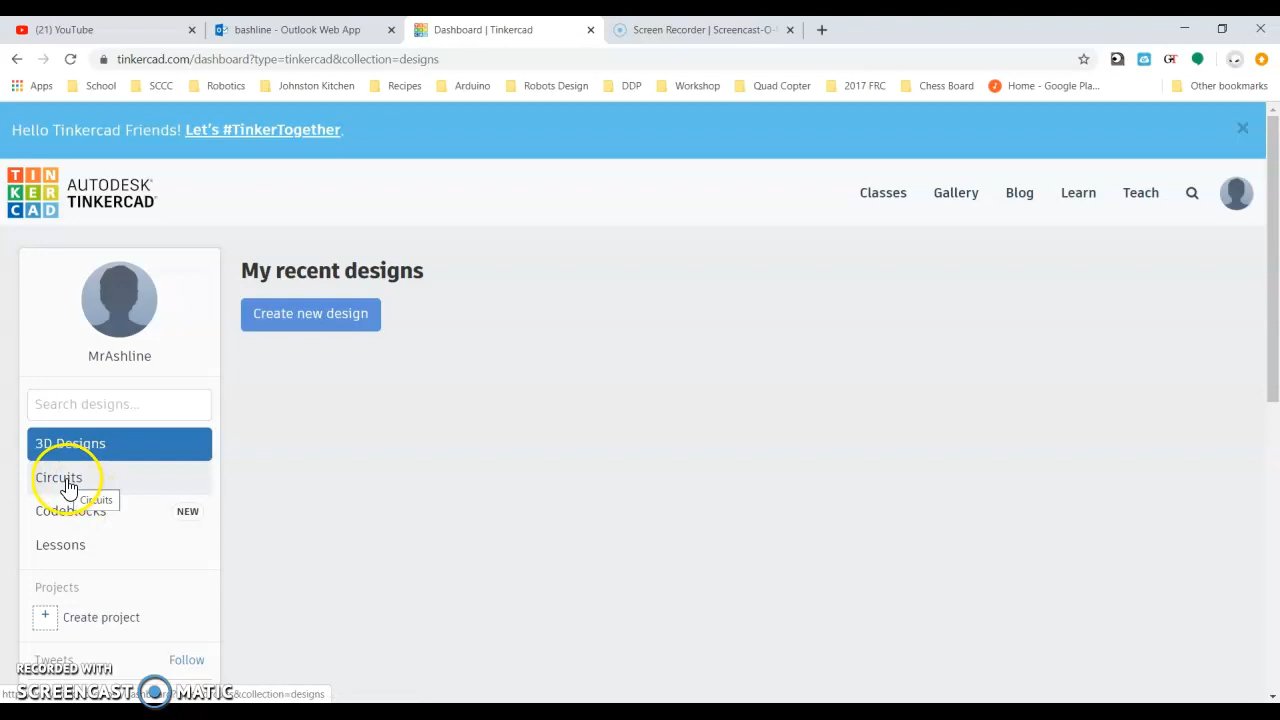 (21) YouTube
bashline - Outlook Web App
Dashboard | Tinkercad
Screen Recorder | Screencast-O-
tinkercad.com/dashboard?type=tinkercad&collection=designs
Apps School SCCC Robotics Johnston Kitchen Recipes Arduino Robots Design DDP Workshop Quad Copter 2017 FRC Chess Board Home - Google Pla... Other bookmarks
Hello Tinkercad Friends! Let's #TinkerTogether.
TINKERCAD
AUTODESK
TINKERCAD
Classes Gallery Blog Learn Teach
My recent designs
Create new design
MrAshline
Search designs...
3D Designs
Circuits
Circuits
Codeblocks NEW
Lessons
Projects
+ Create project
Tweets Follow
RECORDED WITH
SCREENCAST MATIC
&collection=designs